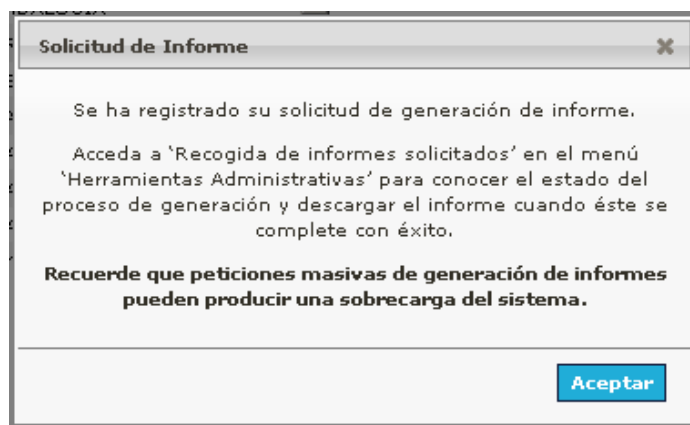 Solicitud de Informe
Se ha registrado su solicitud de generación de informe.
Acceda a 'Recogida de informes solicitados' en el menú
'Herramientas Administrativas' para conocer el estado del
proceso de generación y descargar el informe cuando éste se
complete con éxito.
Recuerde que peticiones masivas de generación de informes
pueden producir una sobrecarga del sistema.
Aceptar